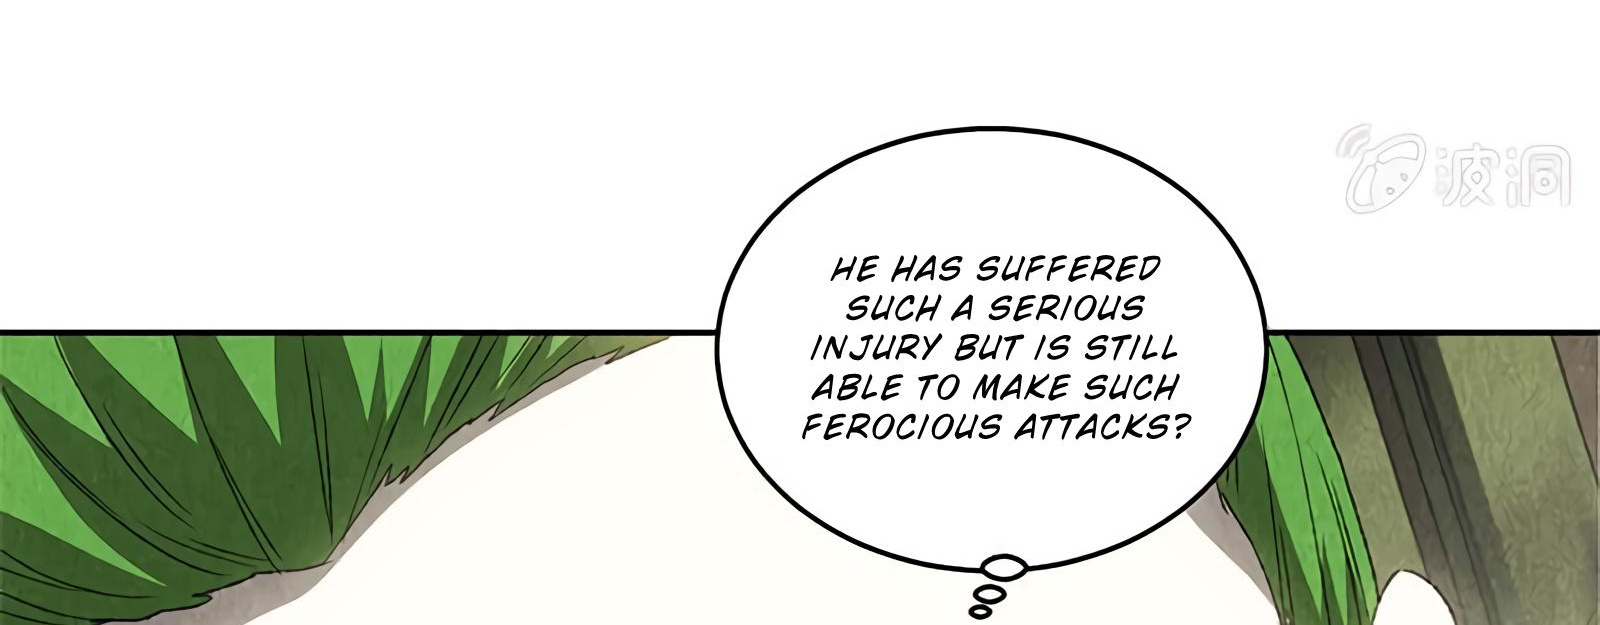 波洞
HE HAS SUFFERED
SUCH A SERIOUS
INJURY BUT IS STILL
ABLE TO MAKE SUCH
FEROCIOUS ATTACKS?